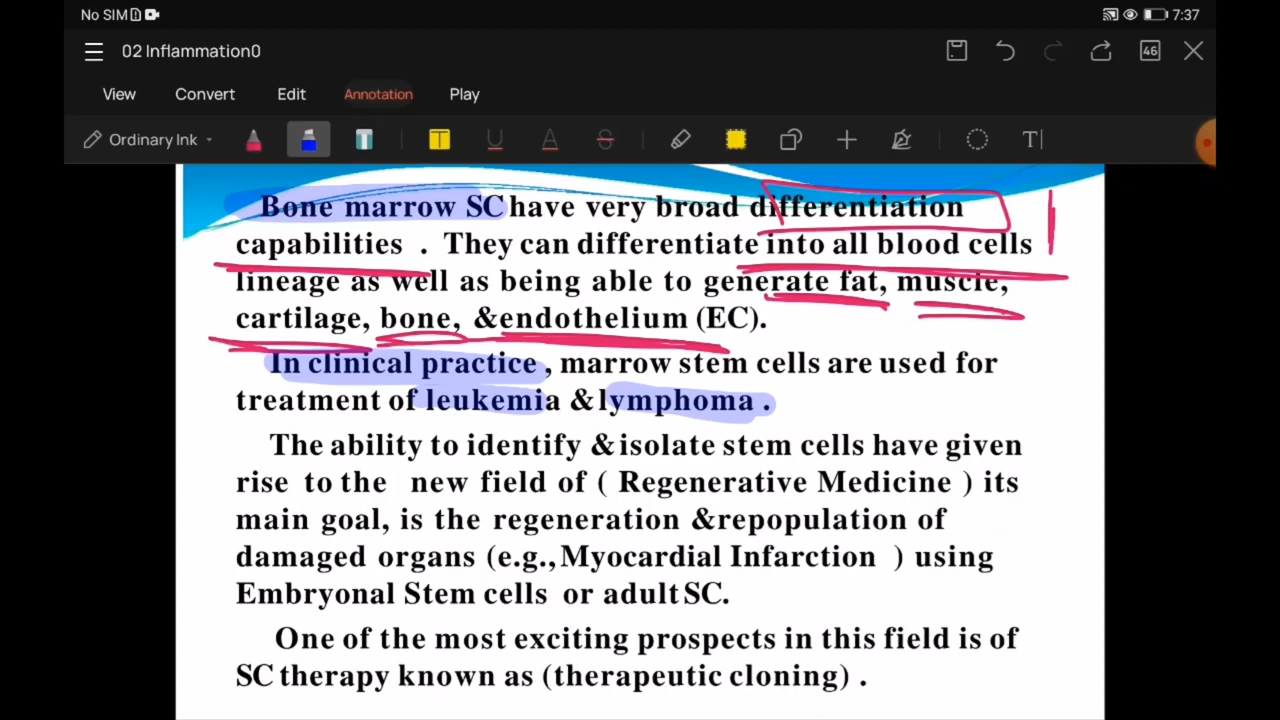 No SIM 7:37
02 Inflammation0 46
View Convert Edit Annotation Play
Ordinary Ink T U A S T
Bone marrow SC have very broad differentiation
capabilities . They can differentiate into all blood cells
lineage as well as being able to generate fat, muscle,
cartilage, bone, &endothelium (EC).
In clinical practice , marrow stem cells are used for
treatment of leukemia &lymphoma .
The ability to identify &isolate stem cells have given
rise to the new field of ( Regenerative Medicine ) its
main goal, is the regeneration &repopulation of
damaged organs (e.g.,Myocardial Infarction ) using
Embryonal Stem cells or adult SC.
One of the most exciting prospects in this field is of
SC therapy known as (therapeutic cloning) .